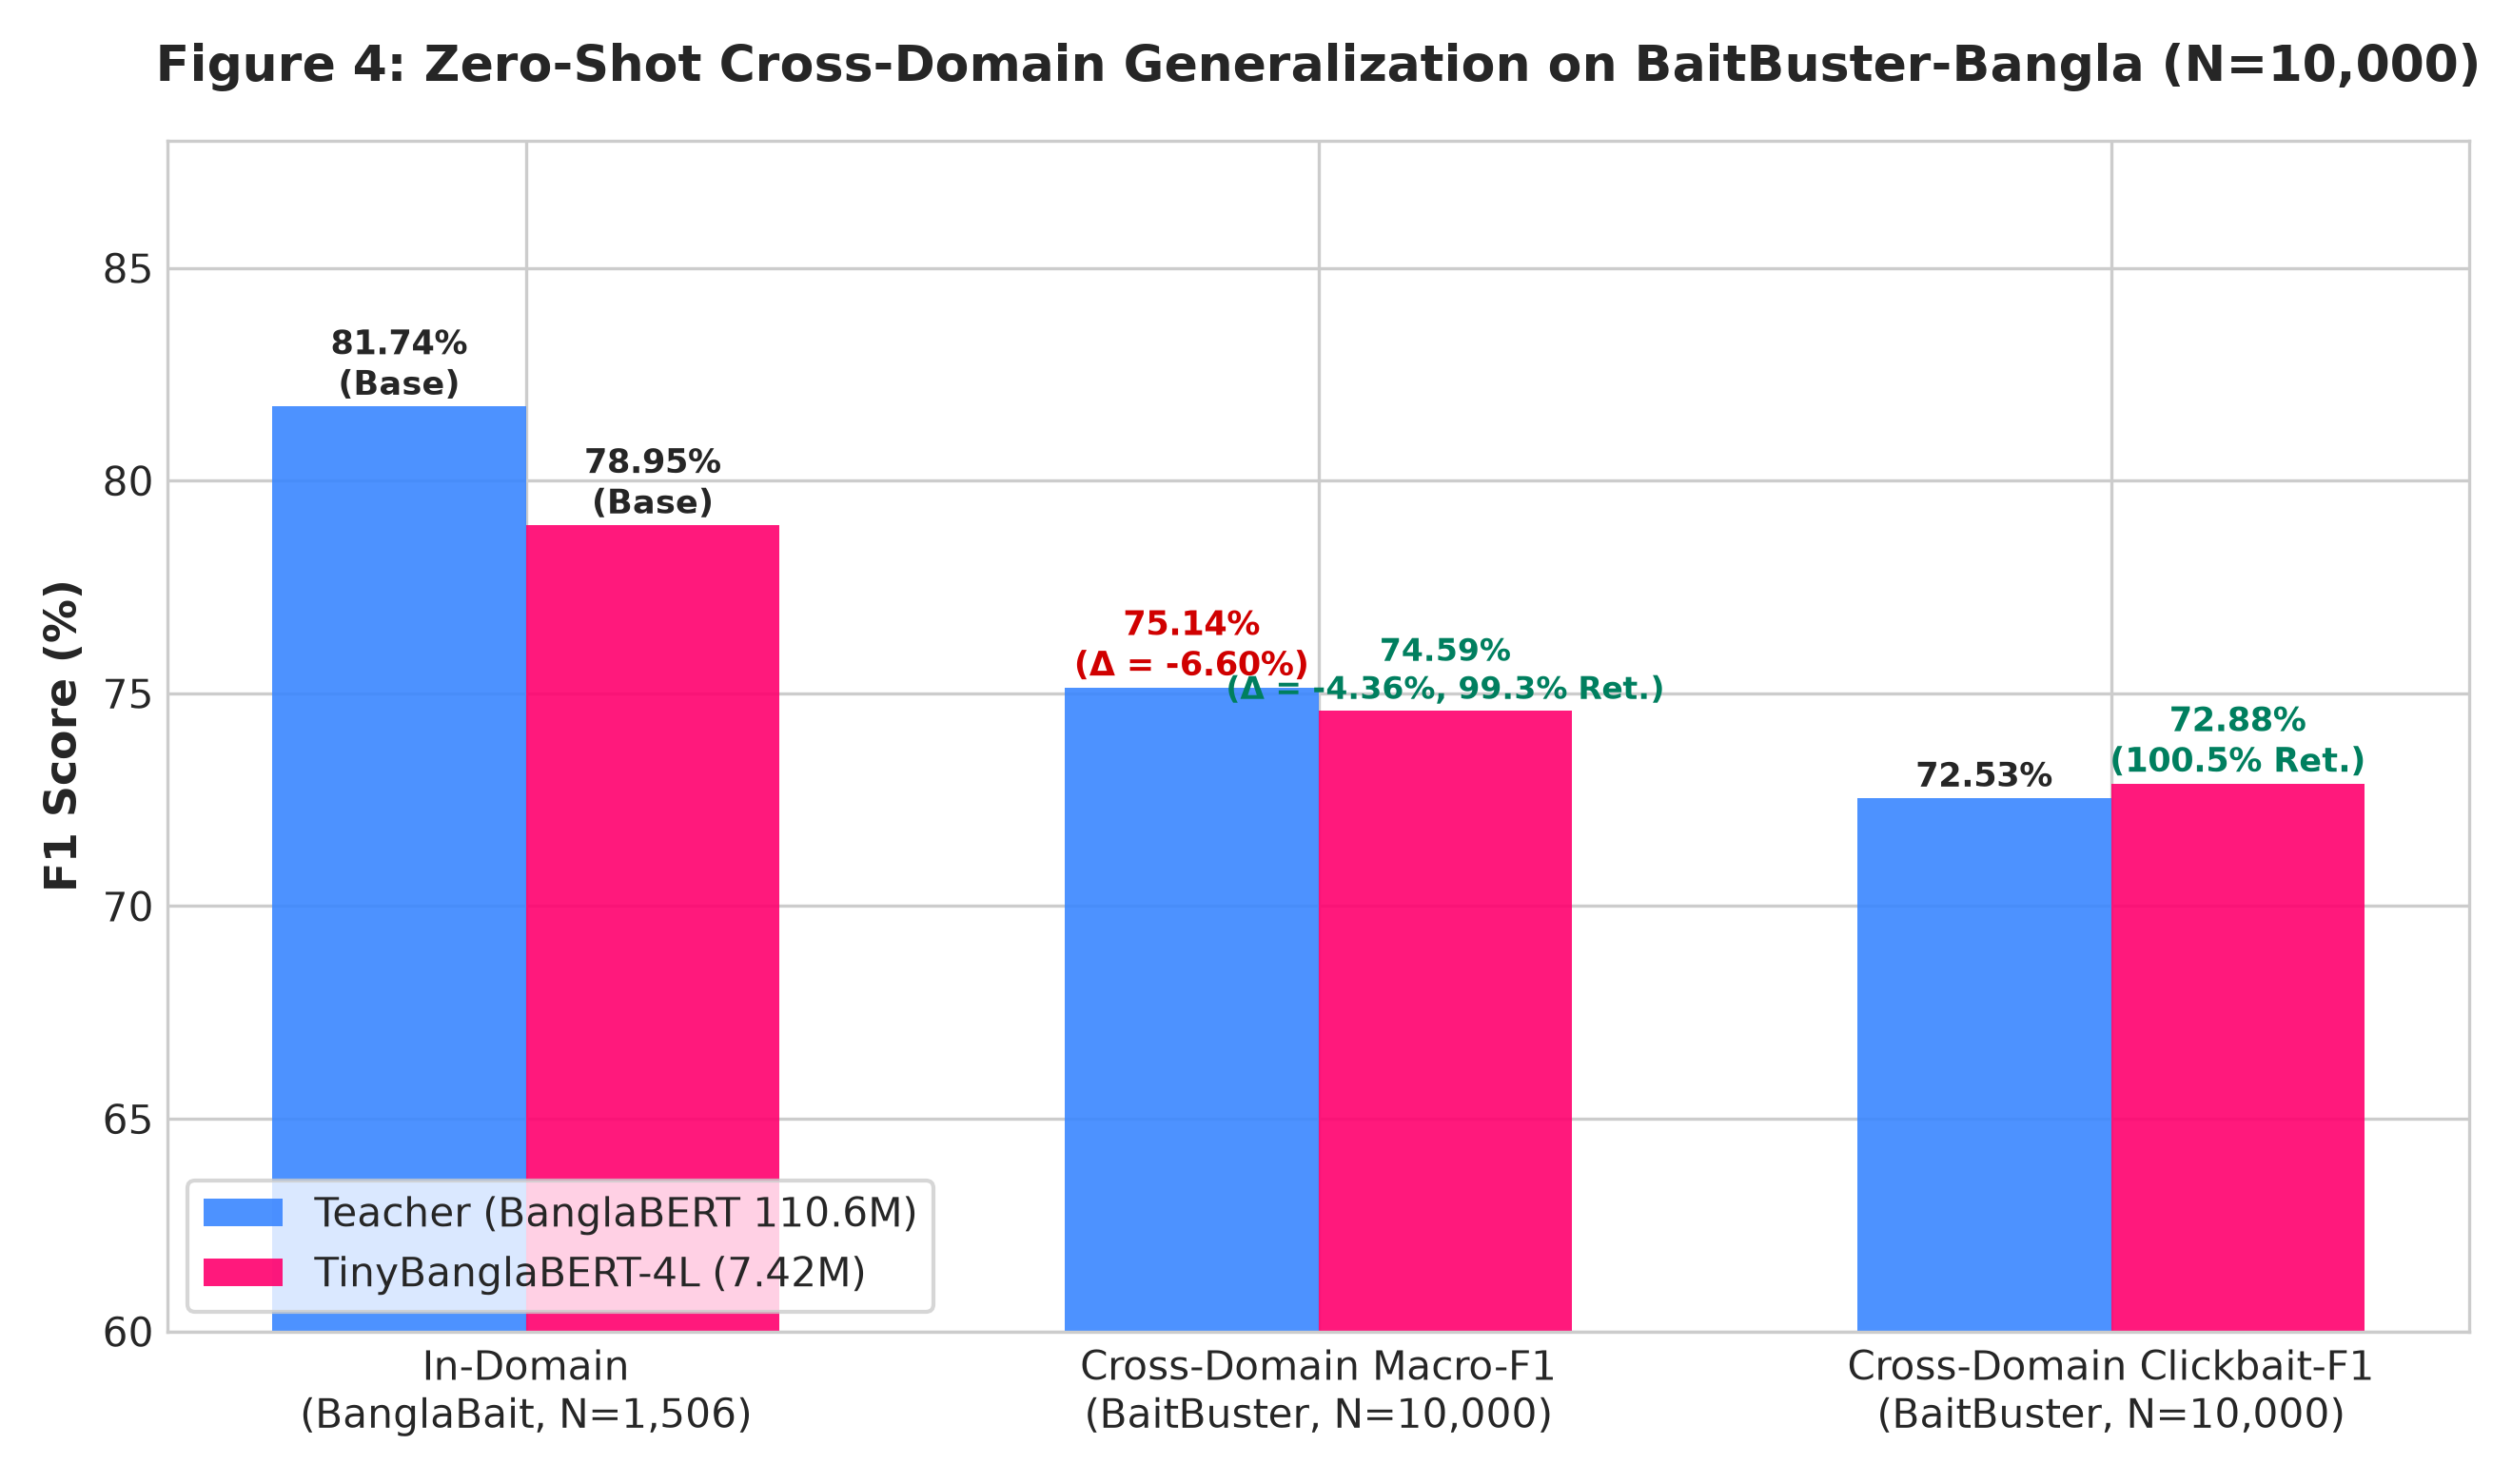 Figure 4: Zero-Shot Cross-Domain Generalization on BaitBuster-Bangla (N=10,000)
F1 Score (%)
85
80
75
70
65
60
81.74%
(Base)
78.95%
(Base)
75.14%
(Δ = -6.60%)
74.59%
(Δ = -4.36%, 99.3% Ret.)
72.53%
72.88%
(100.5% Ret.)
Teacher (BanglaBERT 110.6M)
TinyBanglaBERT-4L (7.42M)
In-Domain
(BanglaBait, N=1,506)
Cross-Domain Macro-F1
(BaitBuster, N=10,000)
Cross-Domain Clickbait-F1
(BaitBuster, N=10,000)